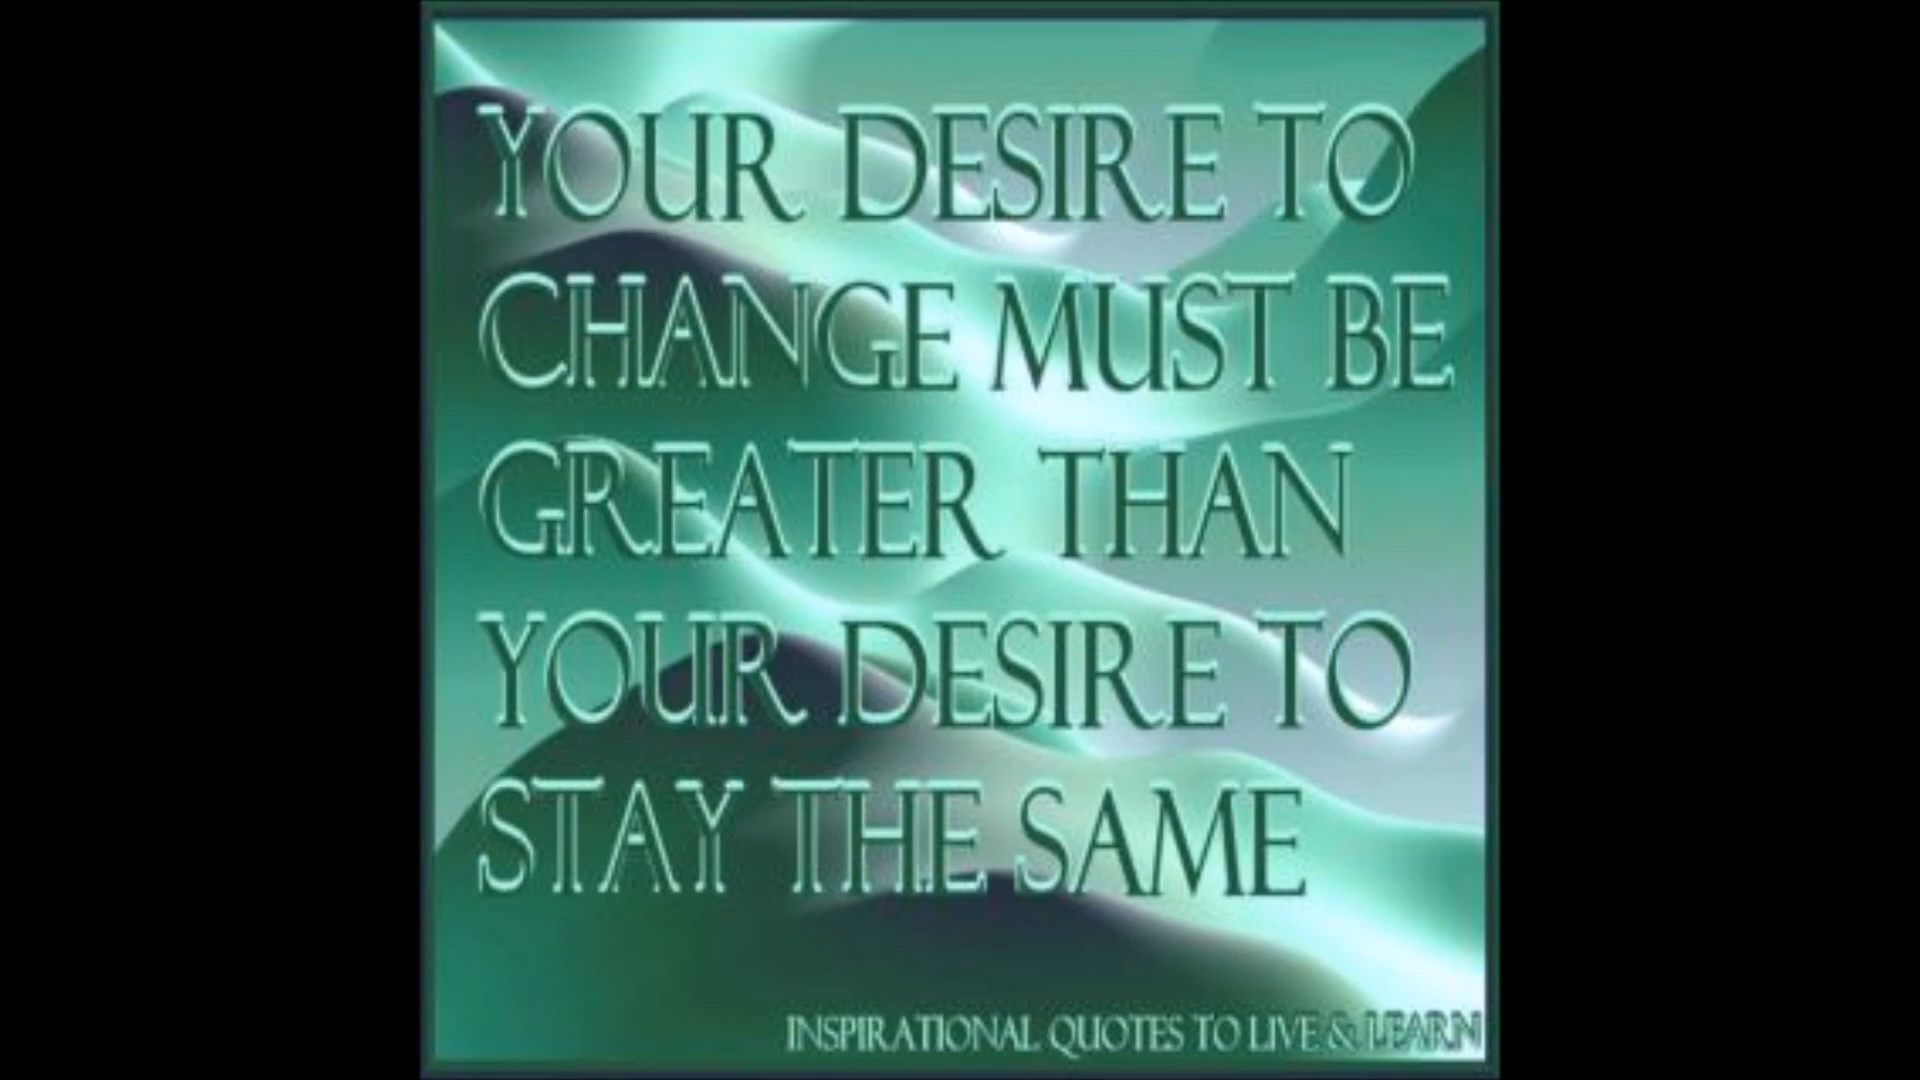 YOUR DESIRE TO
CHANGE MUST BE
GREATER THAN
YOUR DESIRE TO
STAY THE SAME
INSPIRATIONAL QUOTES TO LIVE & LEARN